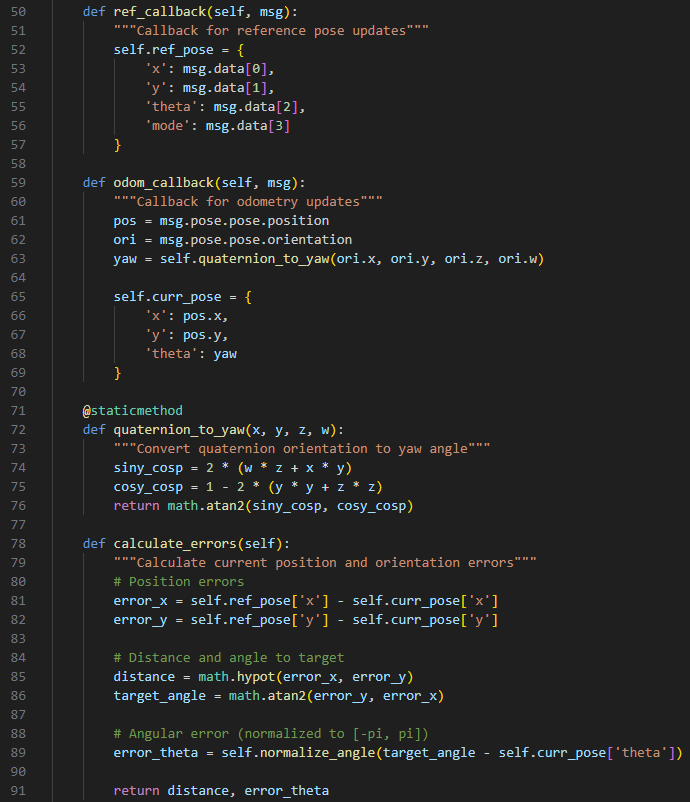 50 def ref_callback(self, msg):
51 """Callback for reference pose updates"""
52 self.ref_pose = {
53 'x': msg.data[0],
54 'y': msg.data[1],
55 'theta': msg.data[2],
56 'mode': msg.data[3]
57 }
58
59 def odom_callback(self, msg):
60 """Callback for odometry updates"""
61 pos = msg.pose.pose.position
62 ori = msg.pose.pose.orientation
63 yaw = self.quaternion_to_yaw(ori.x, ori.y, ori.z, ori.w)
64
65 self.curr_pose = {
66 'x': pos.x,
67 'y': pos.y,
68 'theta': yaw
69 }
70
71 @staticmethod
72 def quaternion_to_yaw(x, y, z, w):
73 """Convert quaternion orientation to yaw angle"""
74 siny_cosp = 2 * (w * z + x * y)
75 cosy_cosp = 1 - 2 * (y * y + z * z)
76 return math.atan2(siny_cosp, cosy_cosp)
77
78 def calculate_errors(self):
79 """Calculate current position and orientation errors"""
80 # Position errors
81 error_x = self.ref_pose['x'] - self.curr_pose['x']
82 error_y = self.ref_pose['y'] - self.curr_pose['y']
83
84 # Distance and angle to target
85 distance = math.hypot(error_x, error_y)
86 target_angle = math.atan2(error_y, error_x)
87
88 # Angular error (normalized to [-pi, pi])
89 error_theta = self.normalize_angle(target_angle - self.curr_pose['theta'])
90
91 return distance, error_theta